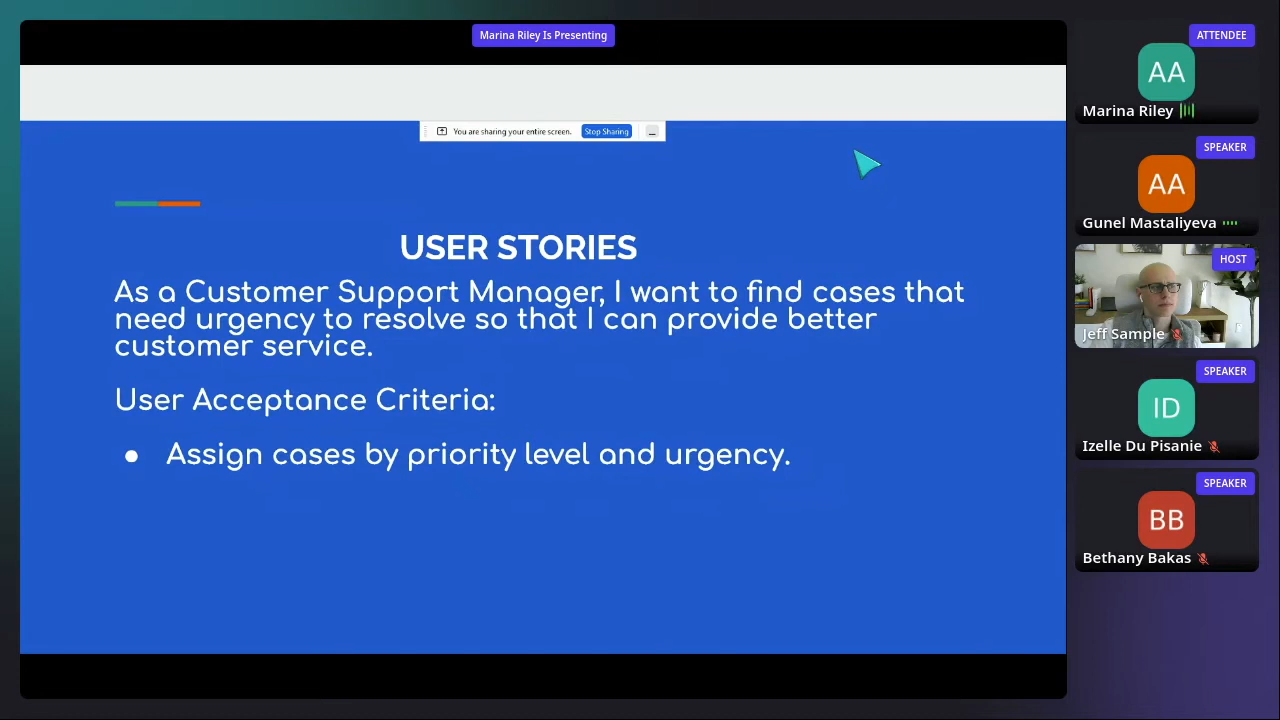 Marina Riley Is Presenting
You are sharing your entire screen.
Stop Sharing
USER STORIES
As a Customer Support Manager, I want to find cases that
need urgency to resolve so that I can provide better
customer service.
User Acceptance Criteria:
● Assign cases by priority level and urgency.
ATTENDEE
AA
Marina Riley
SPEAKER
AA
Gunel Mastaliyeva
HOST
Jeff Sample
SPEAKER
ID
Izelle Du Pisanie
SPEAKER
BB
Bethany Bakas